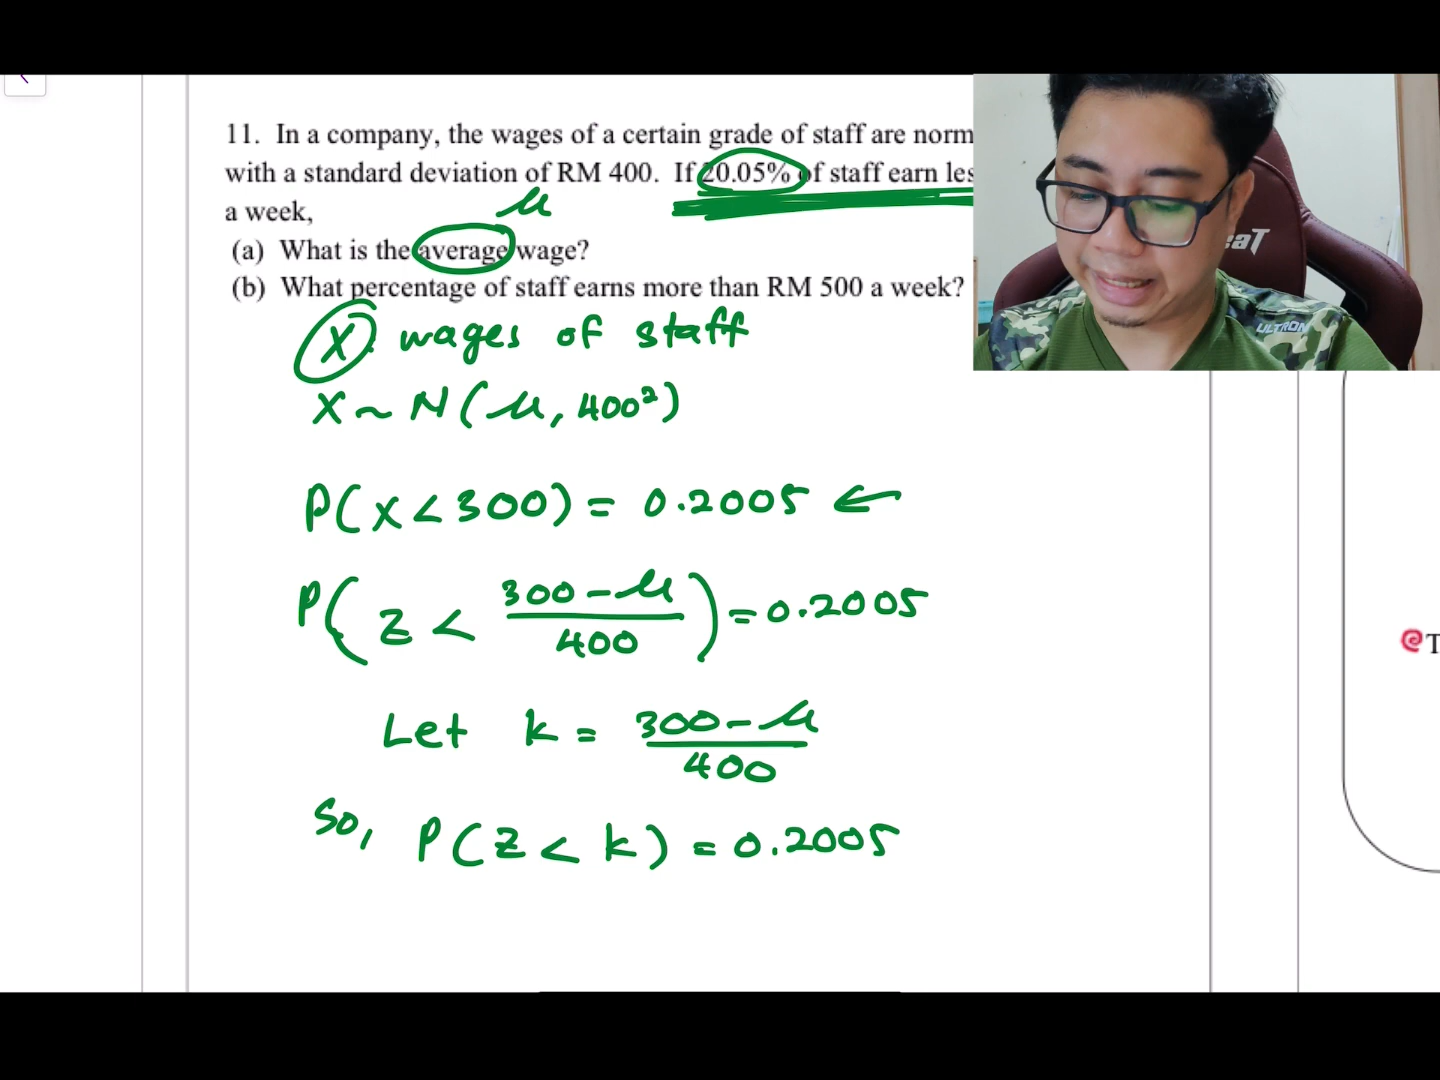 11. In a company, the wages of a certain grade of staff are norm
with a standard deviation of RM 400. If 20.05% of staff earn les
a week,
μ
(a) What is the average wage?
(b) What percentage of staff earns more than RM 500 a week?
X: wages of staff
X ~ N(μ, 400²)
P(X < 300) = 0.2005 ←
P(Z < (300 - μ)/400) = 0.2005
Let k = (300 - μ)/400
So, P(Z < k) = 0.2005
eaT
ULTRON
T